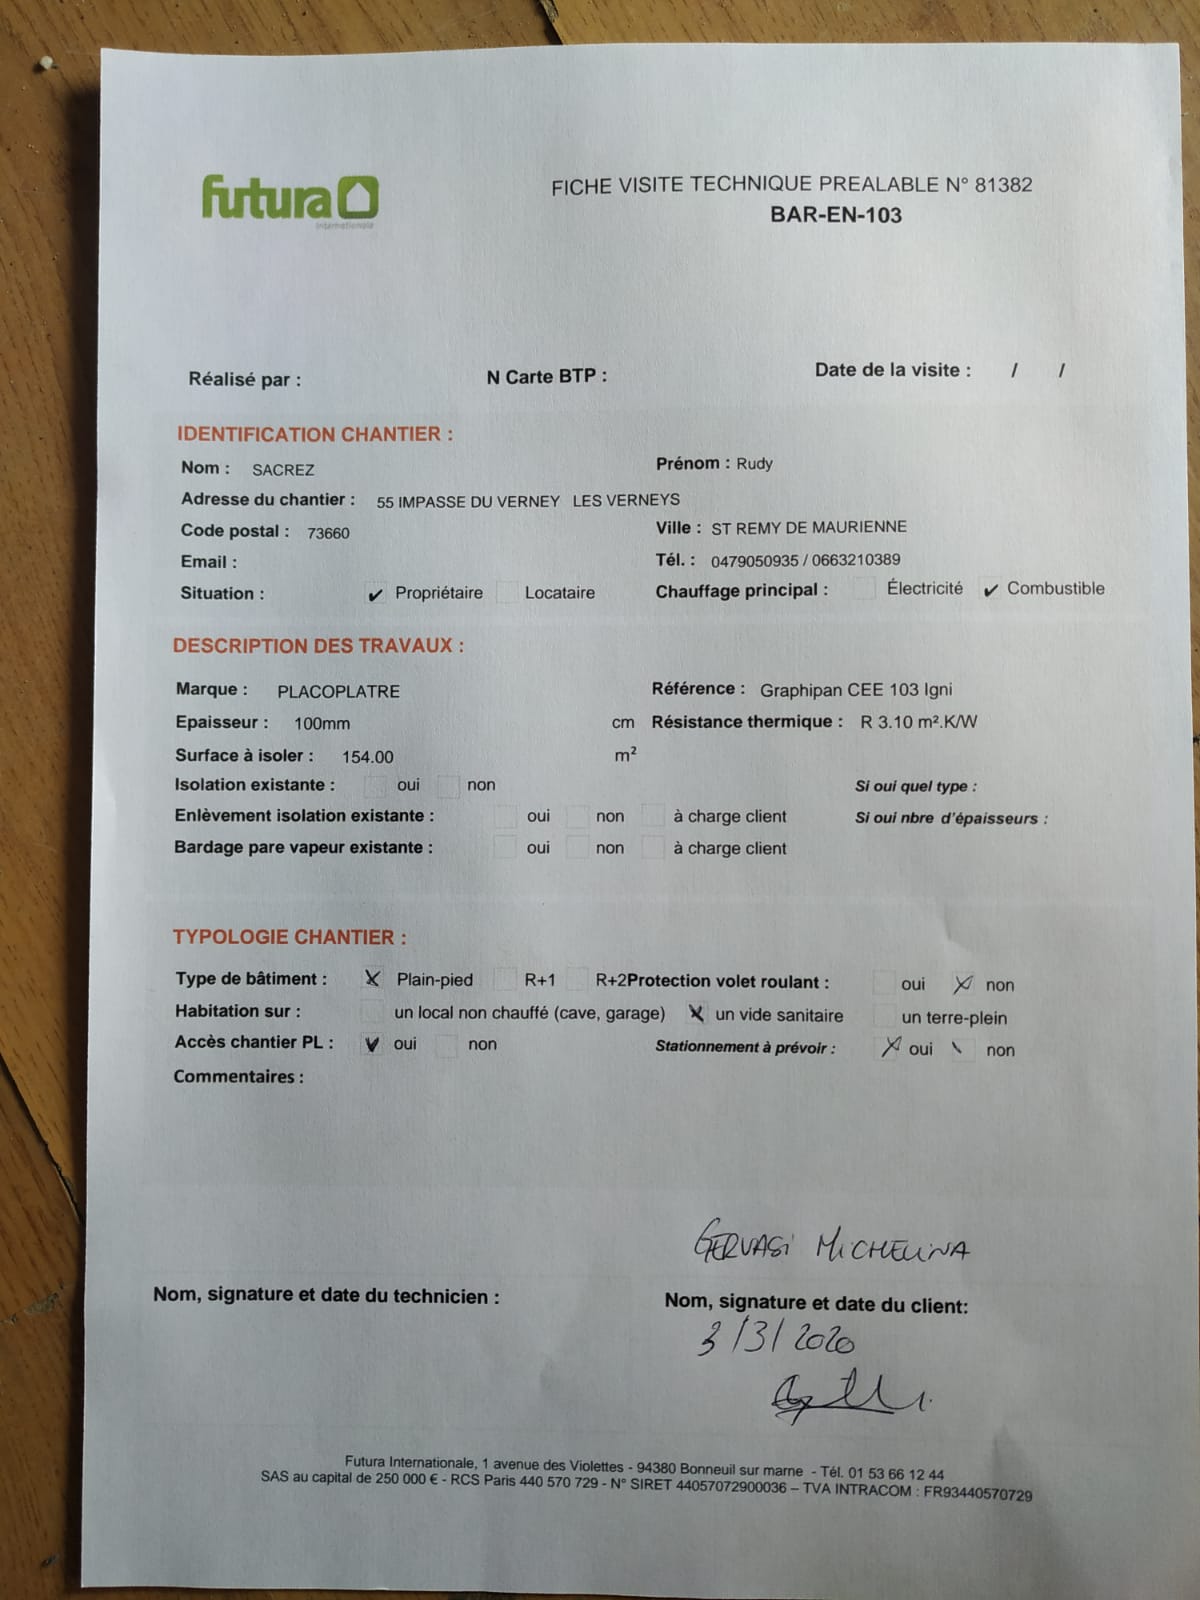 futura
internationale
FICHE VISITE TECHNIQUE PREALABLE N° 81382
BAR-EN-103
Réalisé par : N Carte BTP : Date de la visite : / /
IDENTIFICATION CHANTIER :
Nom : SACREZ Prénom : Rudy
Adresse du chantier : 55 IMPASSE DU VERNEY LES VERNEYS
Code postal : 73660 Ville : ST REMY DE MAURIENNE
Email : Tél. : 0479050935 / 0663210389
Situation : ✔ Propriétaire Locataire Chauffage principal : Électricité ✔ Combustible
DESCRIPTION DES TRAVAUX :
Marque : PLACOPLATRE Référence : Graphipan CEE 103 Igni
Epaisseur : 100mm cm Résistance thermique : R 3.10 m².K/W
Surface à isoler : 154.00 m²
Isolation existante : oui non Si oui quel type :
Enlèvement isolation existante : oui non à charge client Si oui nbre d'épaisseurs :
Bardage pare vapeur existante : oui non à charge client
TYPOLOGIE CHANTIER :
Type de bâtiment : X Plain-pied R+1 R+2 Protection volet roulant : oui X non
Habitation sur : un local non chauffé (cave, garage) X un vide sanitaire un terre-plein
Accès chantier PL : ✔ oui non Stationnement à prévoir : X oui \ non
Commentaires :
GERVASI MICHELINA
Nom, signature et date du technicien : Nom, signature et date du client:
3/3/2020
Futura Internationale, 1 avenue des Violettes - 94380 Bonneuil sur marne - Tél. 01 53 66 12 44
SAS au capital de 250 000 € - RCS Paris 440 570 729 - N° SIRET 44057072900036 – TVA INTRACOM : FR93440570729